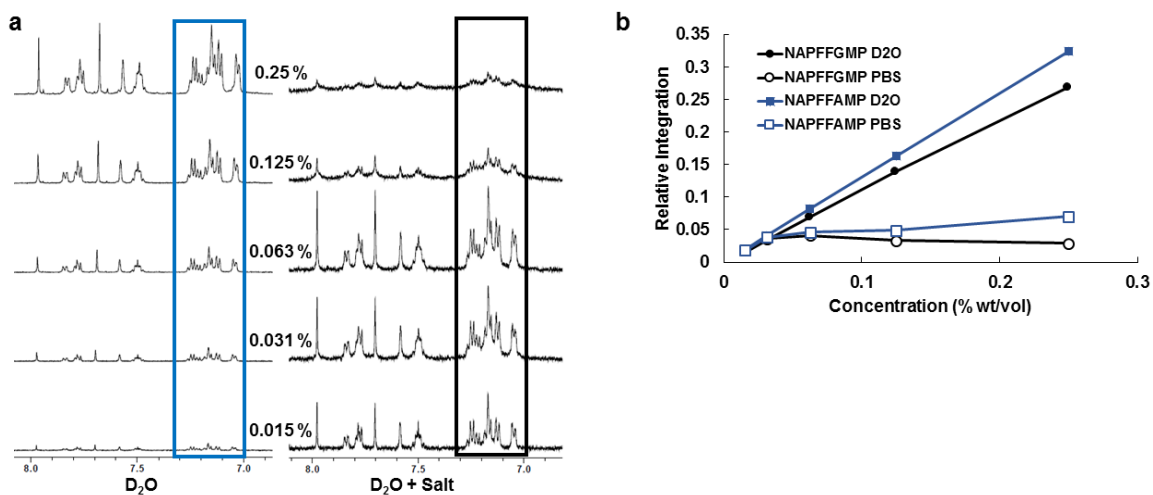 a
0.25 %
0.125 %
0.063 %
0.031 %
0.015 %
8.0 7.5 7.0
D₂O
8.0 7.5 7.0
D₂O + Salt
b
Relative Integration
0.35
0.3
0.25
0.2
0.15
0.1
0.05
0
NAPFFGMP D2O
NAPFFGMP PBS
NAPFFAMP D2O
NAPFFAMP PBS
0 0.1 0.2 0.3
Concentration (% wt/vol)